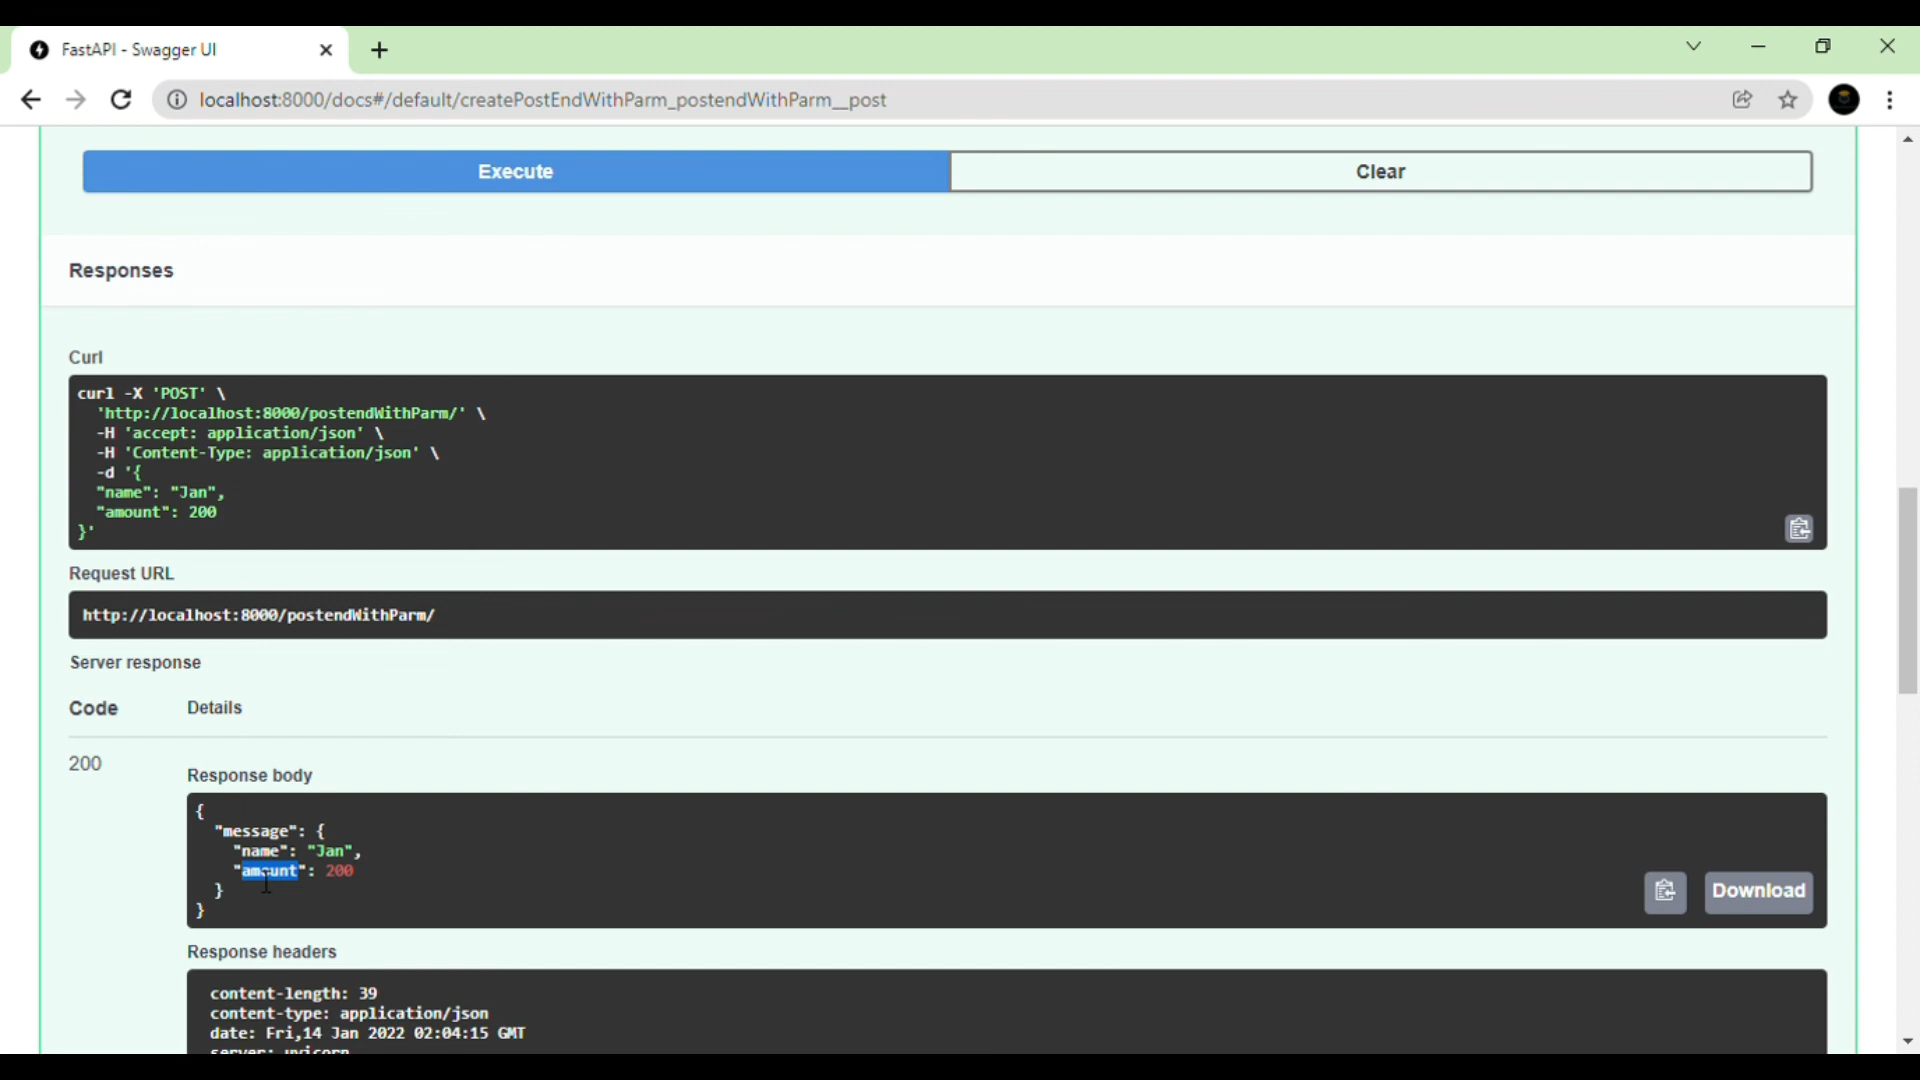 FastAPI - Swagger UI
localhost:8000/docs#/default/createPostEndWithParm_postendWithParm__post
Execute
Clear
Responses
Curl
curl -X 'POST' \
'http://localhost:8000/postendWithParm/' \
-H 'accept: application/json' \
-H 'Content-Type: application/json' \
-d '{
"name": "Jan",
"amount": 200
}'
Request URL
http://localhost:8000/postendWithParm/
Server response
Code Details
200
Response body
{
"message": {
"name": "Jan",
"amount": 200
}
}
Download
Response headers
content-length: 39
content-type: application/json
date: Fri,14 Jan 2022 02:04:15 GMT
server: uvicorn